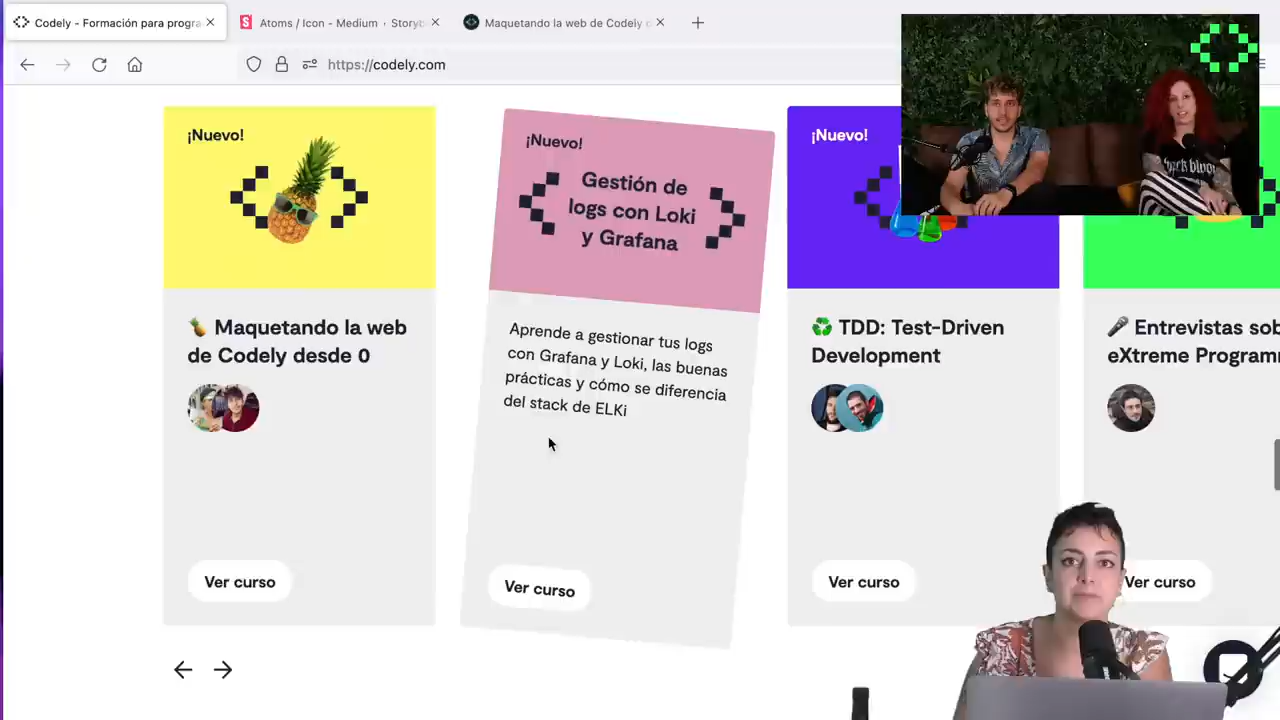 Codely - Formación para progra
Atoms / Icon - Medium • Storyb
Maquetando la web de Codely d
https://codely.com
¡Nuevo!
🍍 Maquetando la web
de Codely desde 0
Ver curso
¡Nuevo!
Gestión de
logs con Loki
y Grafana
Aprende a gestionar tus logs
con Grafana y Loki, las buenas
prácticas y cómo se diferencia
del stack de ELKi
Ver curso
¡Nuevo!
♻️ TDD: Test-Driven
Development
Ver curso
🎤 Entrevistas sob
eXtreme Programm
Ver curso